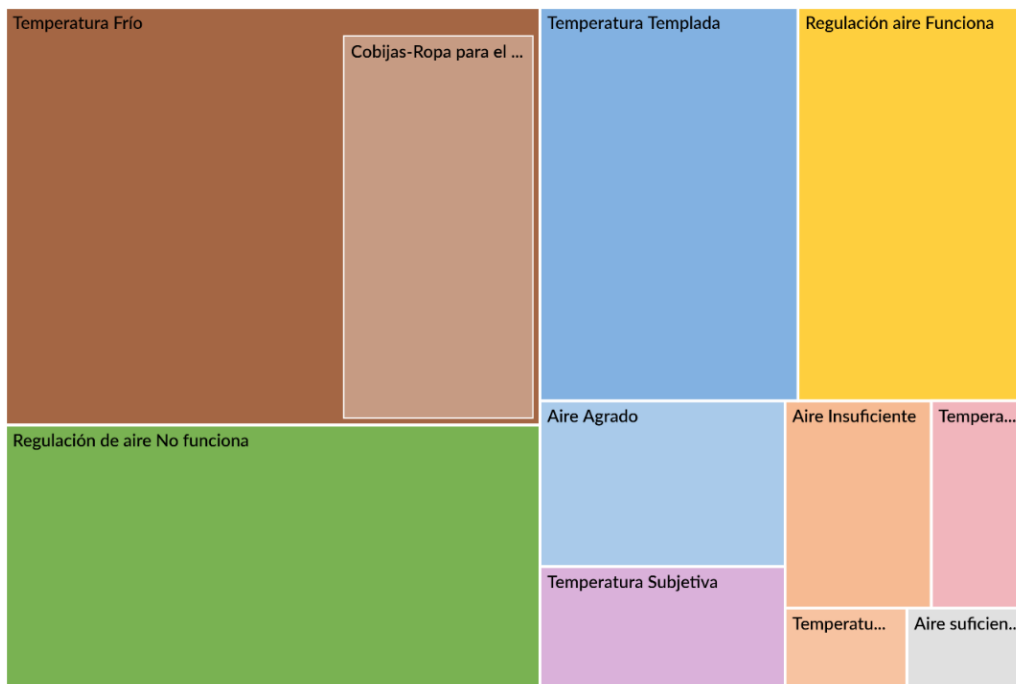 Temperatura Frío
Cobijas-Ropa para el ...
Temperatura Templada
Regulación aire Funciona
Regulación de aire No funciona
Aire Agrado
Aire Insuficiente
Tempera...
Temperatura Subjetiva
Temperatu...
Aire suficien...